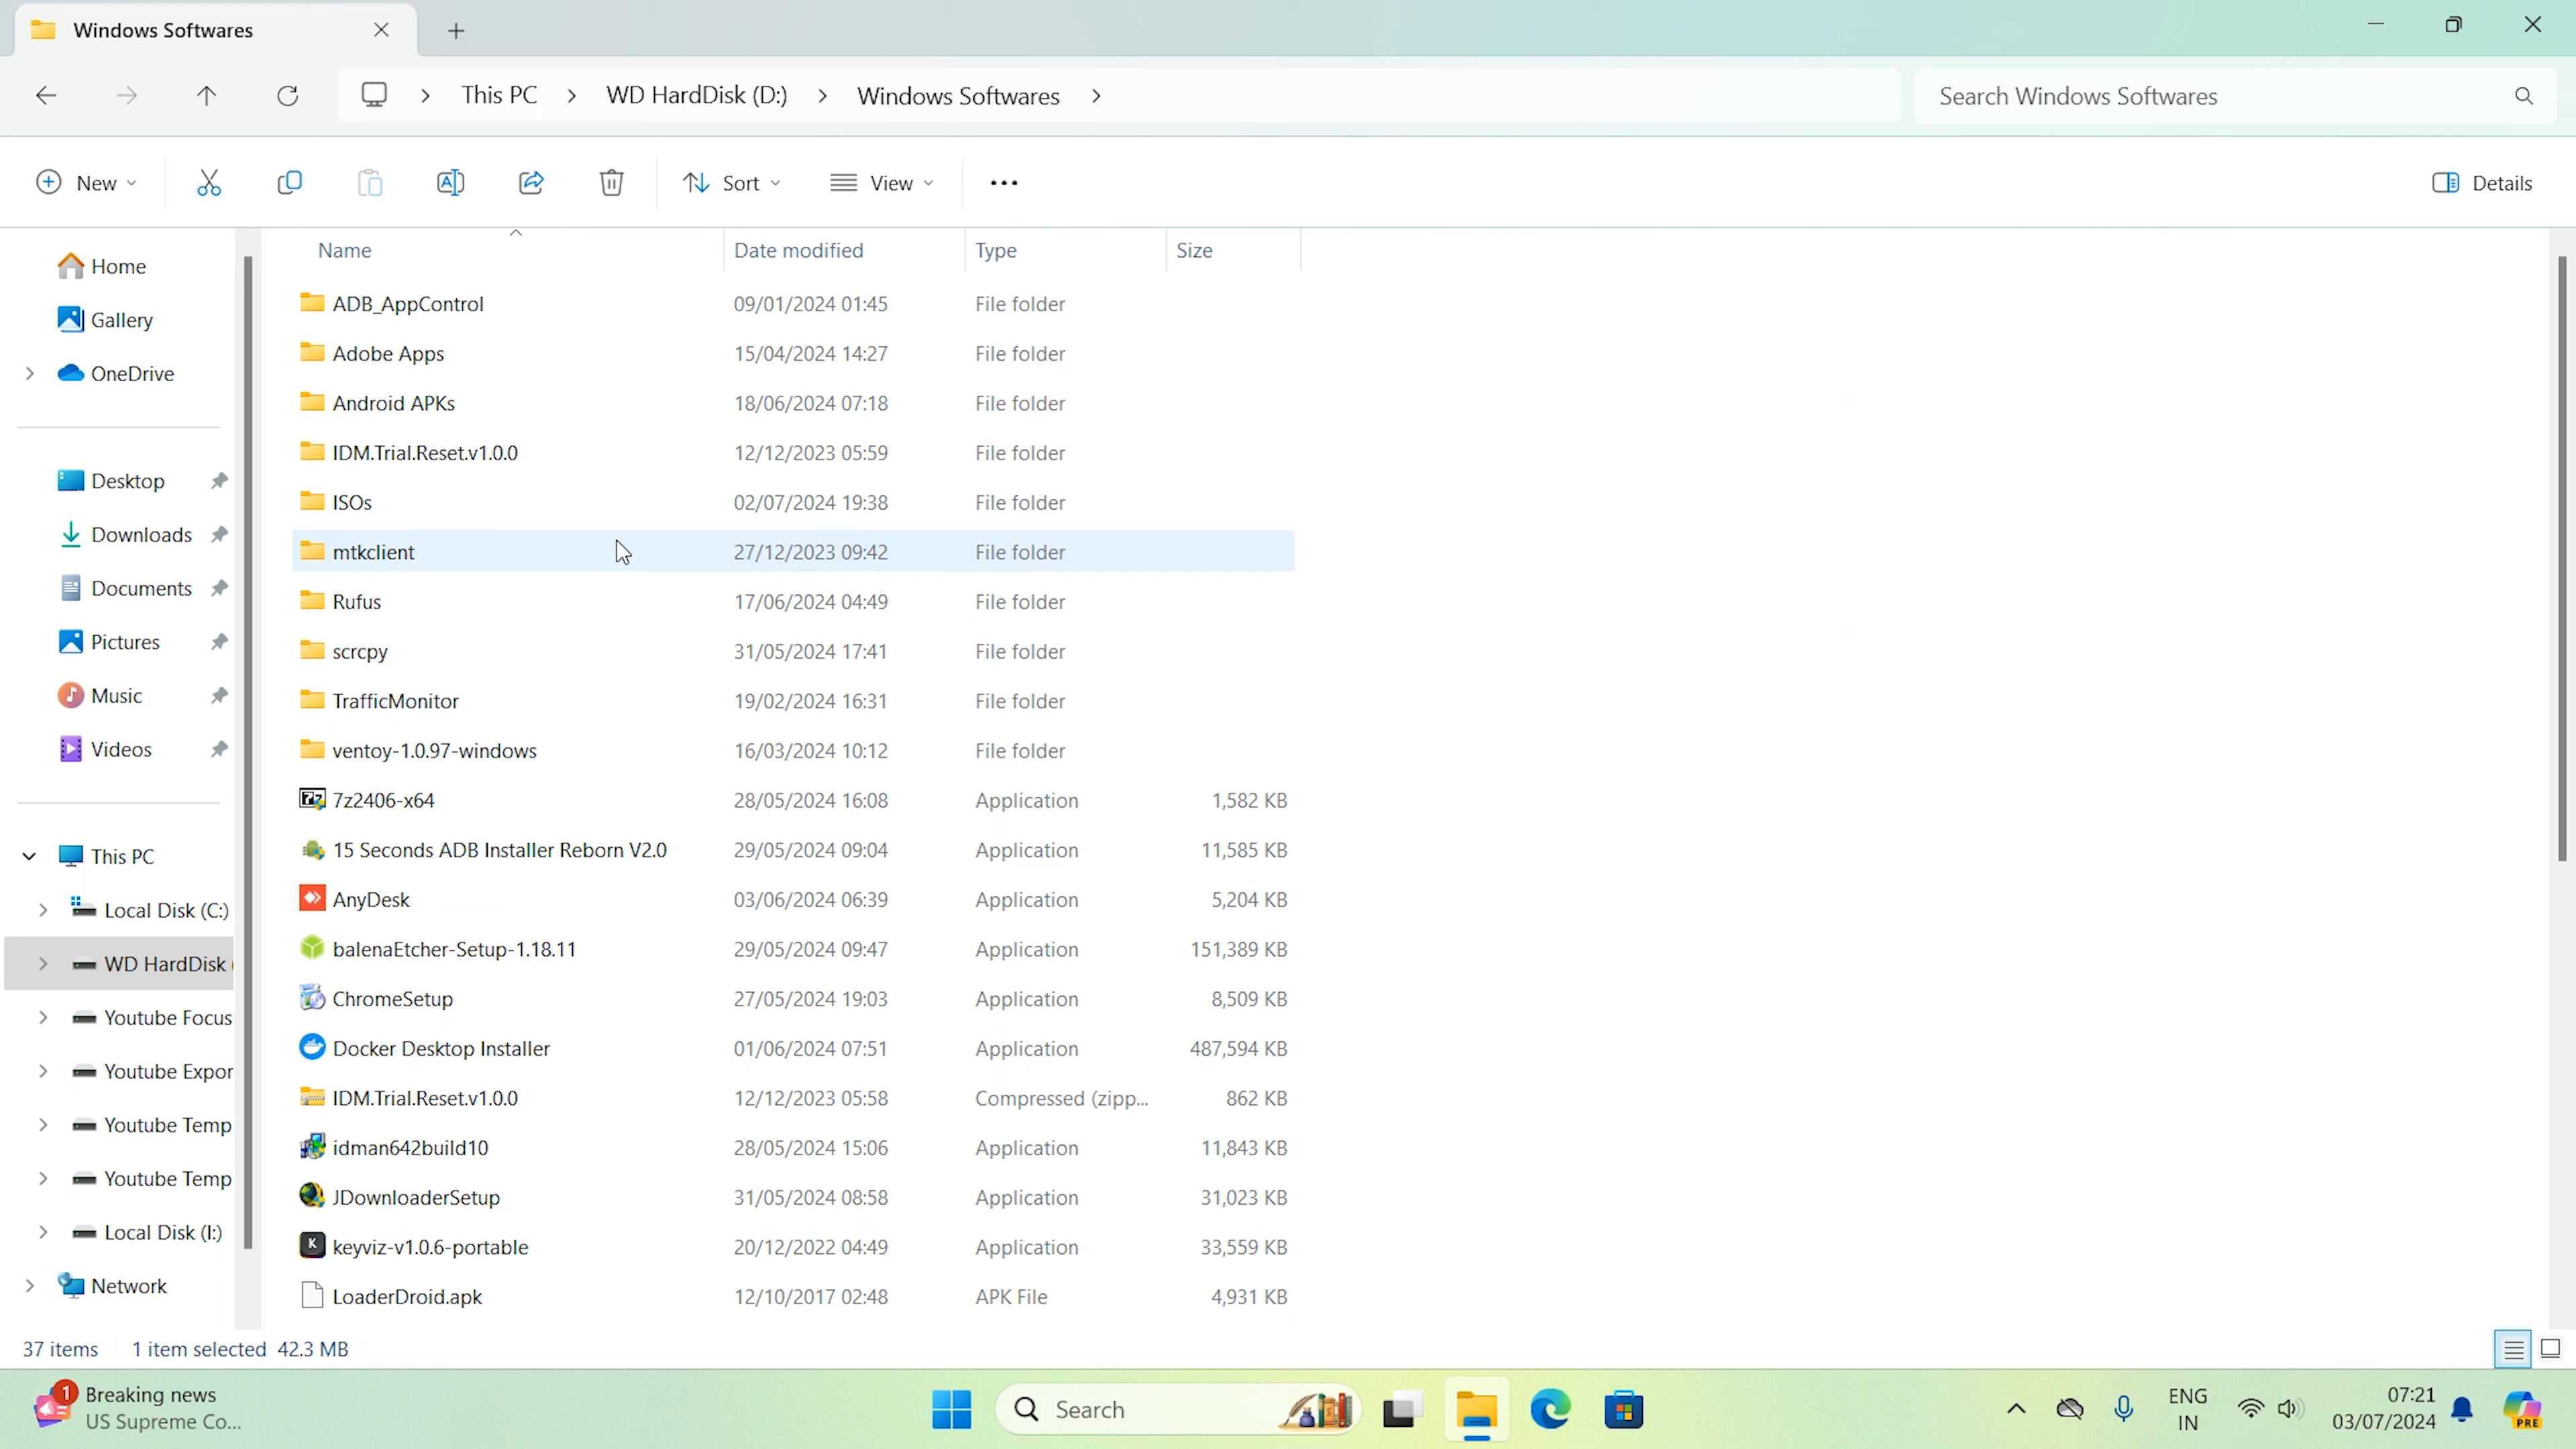 Windows Softwares
This PC > WD HardDisk (D:) > Windows Softwares >
Search Windows Softwares
New
Sort
View
Details
Name Date modified Type Size
Home
Gallery
OneDrive
Desktop
Downloads
Documents
Pictures
Music
Videos
This PC
Local Disk (C:)
WD HardDisk (
Youtube Focus
Youtube Expor
Youtube Temp
Youtube Temp
Local Disk (I:)
Network
ADB_AppControl 09/01/2024 01:45 File folder
Adobe Apps 15/04/2024 14:27 File folder
Android APKs 18/06/2024 07:18 File folder
IDM.Trial.Reset.v1.0.0 12/12/2023 05:59 File folder
ISOs 02/07/2024 19:38 File folder
mtkclient 27/12/2023 09:42 File folder
Rufus 17/06/2024 04:49 File folder
scrcpy 31/05/2024 17:41 File folder
TrafficMonitor 19/02/2024 16:31 File folder
ventoy-1.0.97-windows 16/03/2024 10:12 File folder
7z2406-x64 28/05/2024 16:08 Application 1,582 KB
15 Seconds ADB Installer Reborn V2.0 29/05/2024 09:04 Application 11,585 KB
AnyDesk 03/06/2024 06:39 Application 5,204 KB
balenaEtcher-Setup-1.18.11 29/05/2024 09:47 Application 151,389 KB
ChromeSetup 27/05/2024 19:03 Application 8,509 KB
Docker Desktop Installer 01/06/2024 07:51 Application 487,594 KB
IDM.Trial.Reset.v1.0.0 12/12/2023 05:58 Compressed (zipp... 862 KB
idman642build10 28/05/2024 15:06 Application 11,843 KB
JDownloaderSetup 31/05/2024 08:58 Application 31,023 KB
keyviz-v1.0.6-portable 20/12/2022 04:49 Application 33,559 KB
LoaderDroid.apk 12/10/2017 02:48 APK File 4,931 KB
37 items 1 item selected 42.3 MB
1
Breaking news
US Supreme Co...
Search
ENG
IN
07:21
03/07/2024
PRE